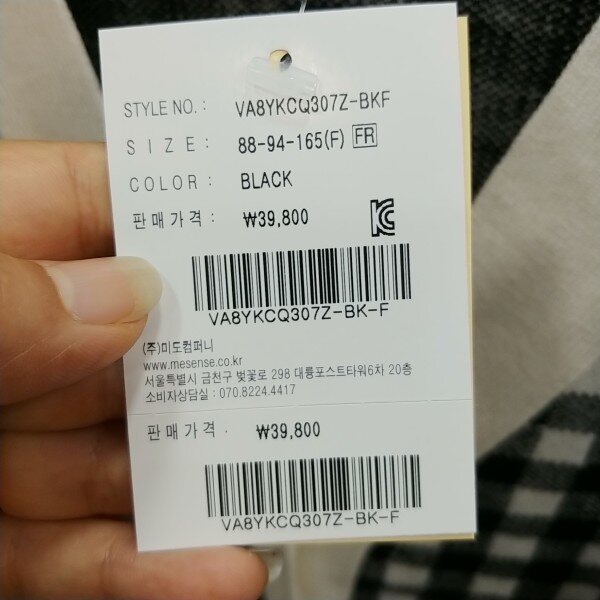 STYLE NO. : VA8YKCQ307Z-BKF
SIZE : 88-94-165(F) FR
COLOR : BLACK
판매가격 : ₩39,800
KC
VA8YKCQ307Z-BK-F
(주)미도컴퍼니
www.mesense.co.kr
서울특별시 금천구 벚꽃로 298 대륭포스트타워6차 20층
소비자상담실 : 070.8224.4417
판매가격 . ₩39,800
VA8YKCQ307Z-BK-F